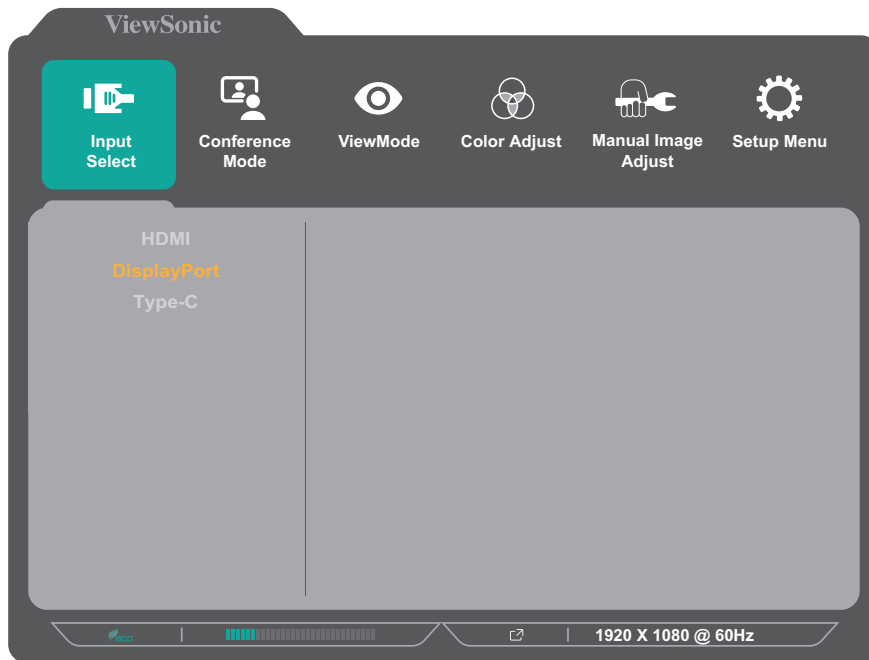 ViewSonic
Input
Select
Conference
Mode
ViewMode
Color Adjust
Manual Image
Adjust
Setup Menu
HDMI
DisplayPort
Type-C
eco
1920 X 1080 @ 60Hz